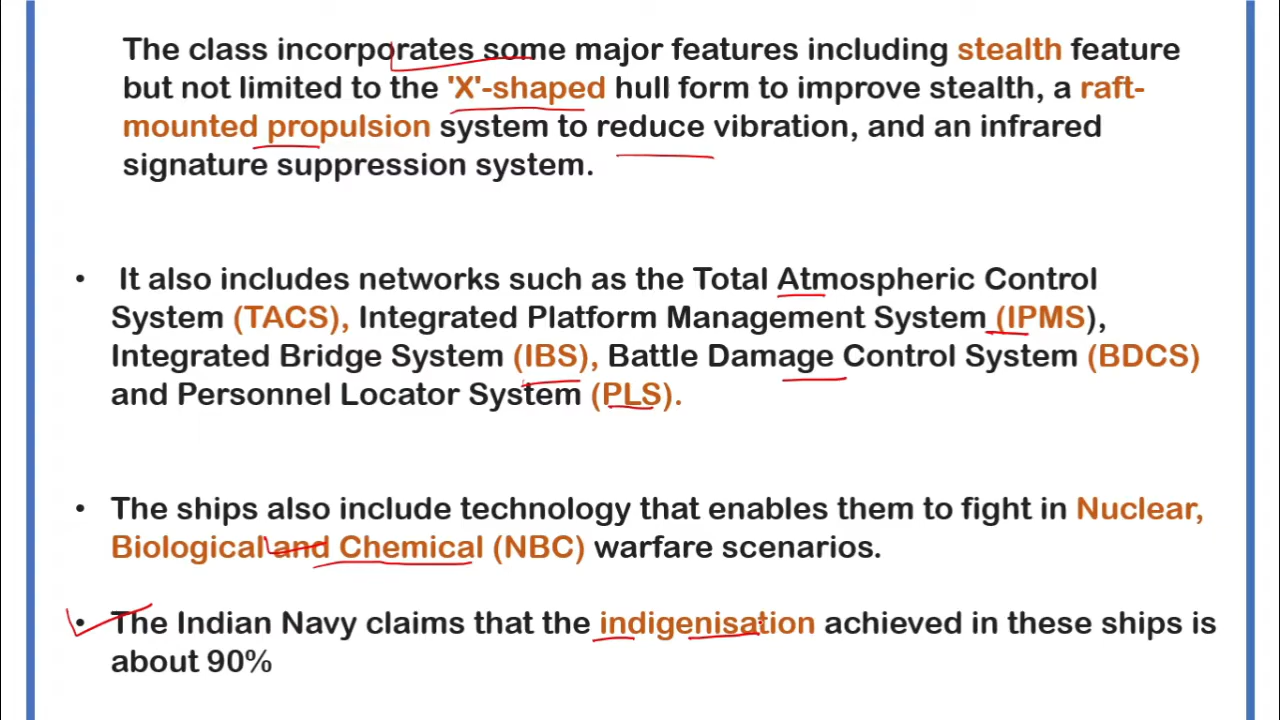 The class incorporates some major features including stealth feature
but not limited to the 'X'-shaped hull form to improve stealth, a raft-
mounted propulsion system to reduce vibration, and an infrared
signature suppression system.
• It also includes networks such as the Total Atmospheric Control
System (TACS), Integrated Platform Management System (IPMS),
Integrated Bridge System (IBS), Battle Damage Control System (BDCS)
and Personnel Locator System (PLS).
• The ships also include technology that enables them to fight in Nuclear,
Biological and Chemical (NBC) warfare scenarios.
• The Indian Navy claims that the indigenisation achieved in these ships is
about 90%